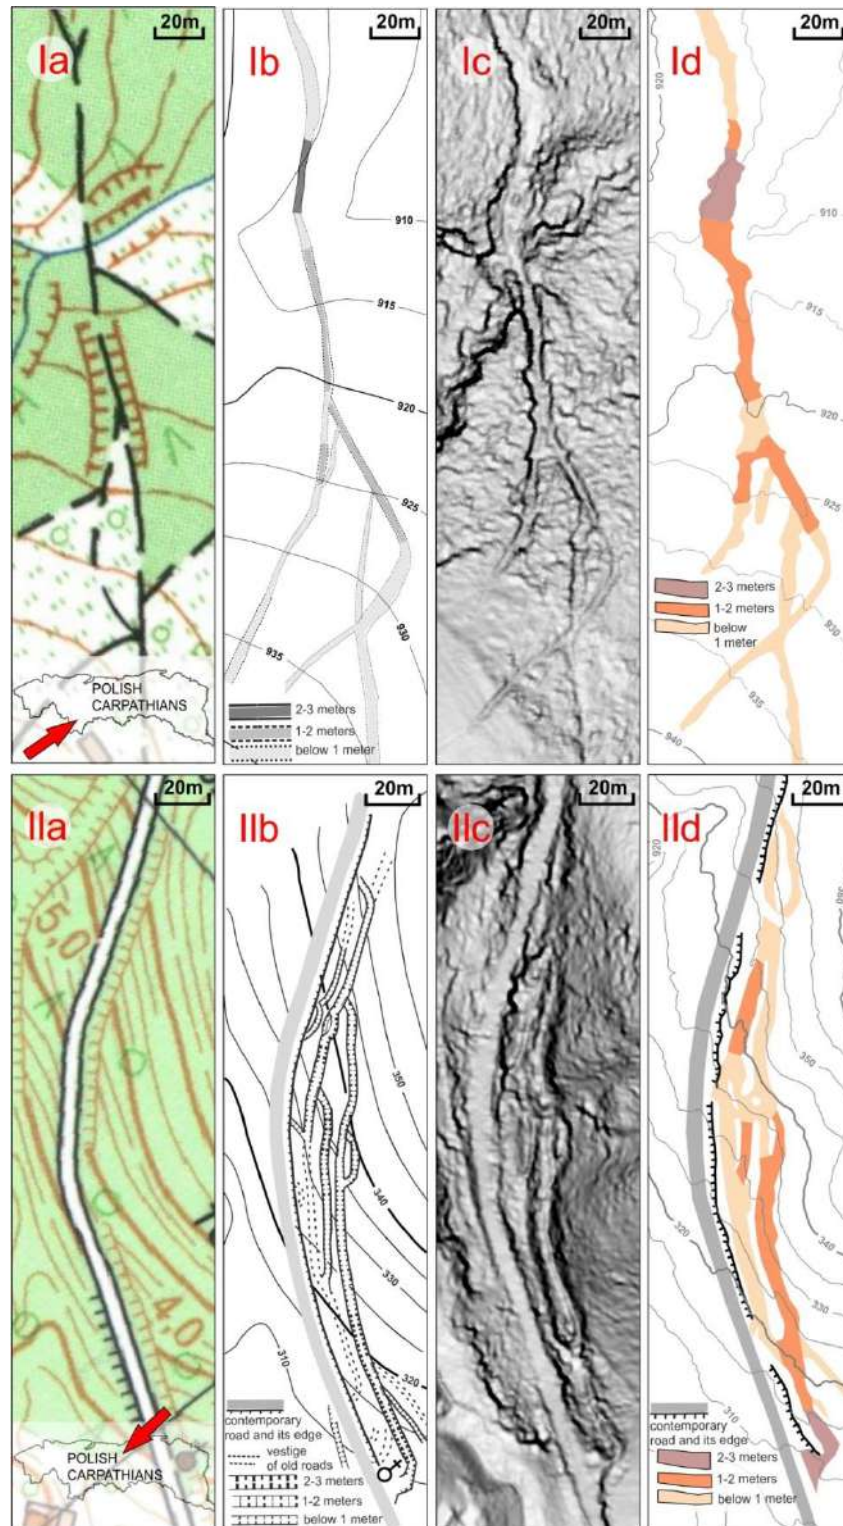 20m
Ia
POLISH
CARPATHIANS
20m
Ib
910
915
920
925
930
935
2-3 meters
1-2 meters
below 1 meter
20m
Ic
20m
Id
920
910
915
920
925
930
935
940
2-3 meters
1-2 meters
below
1 meter
20m
IIa
5,0
4,0
POLISH
CARPATHIANS
20m
IIb
350
340
330
310
320
contemporary
road and its edge
vestige
of old roads
2-3 meters
1-2 meters
below 1 meter
20m
IIc
20m
IId
350
320
340
330
310
contemporary
road and its edge
2-3 meters
1-2 meters
below 1 meter